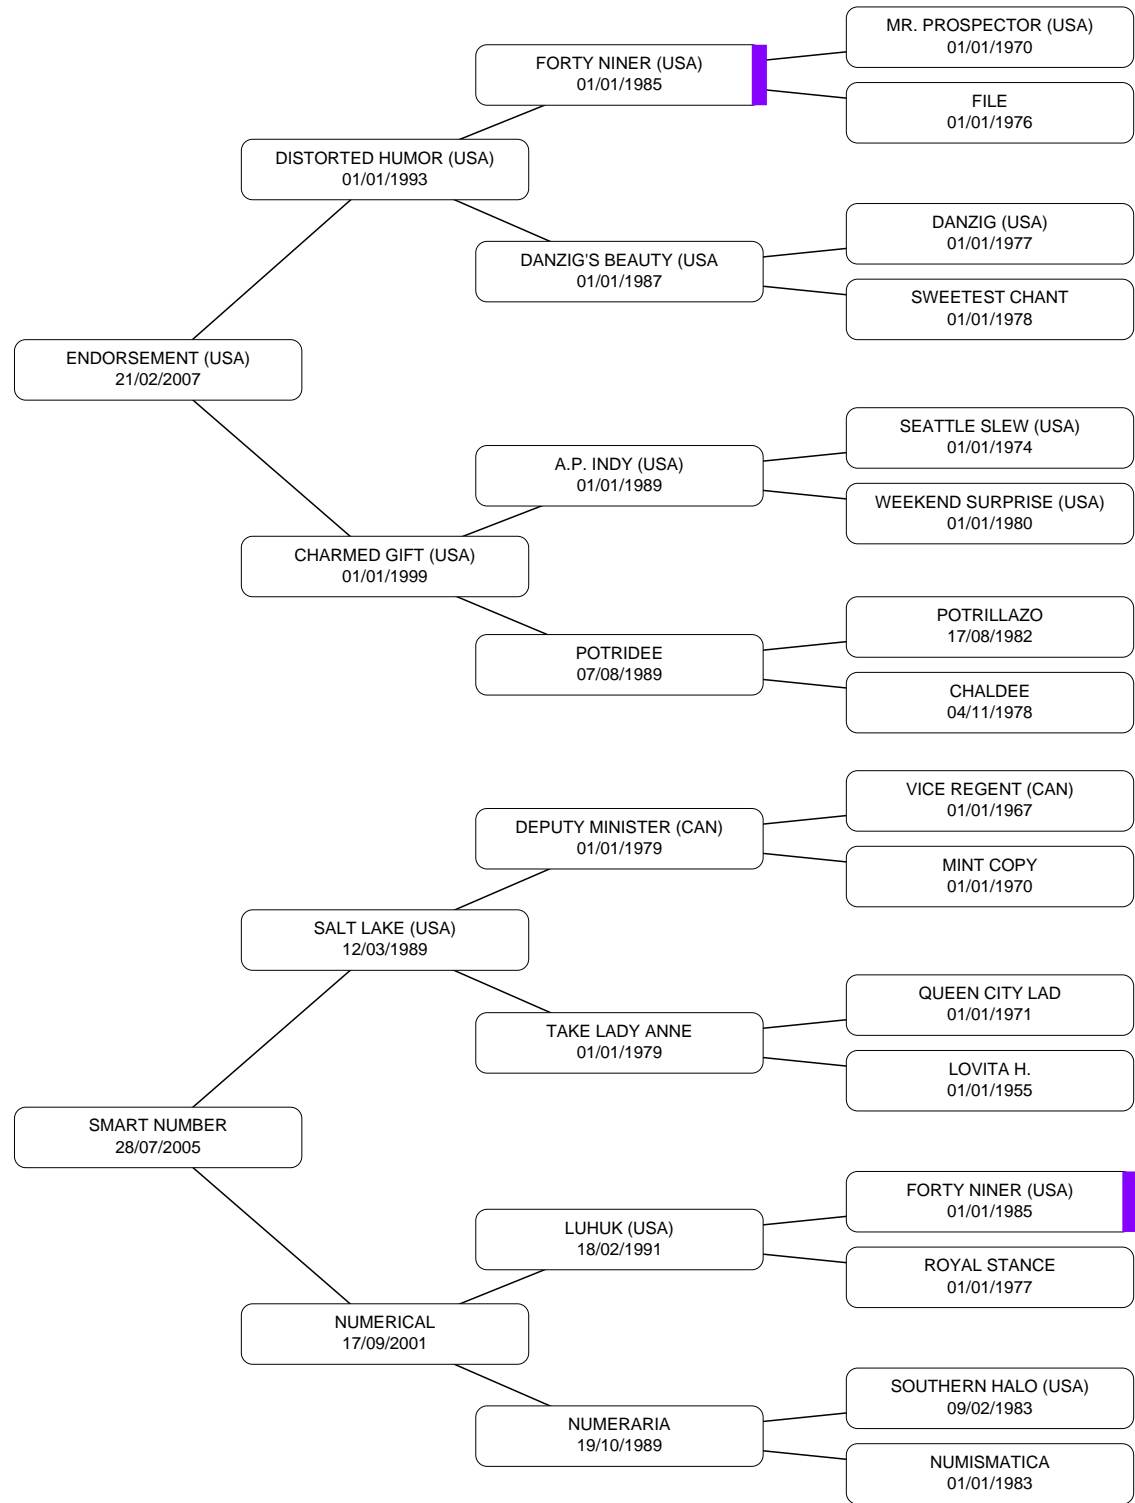 MR. PROSPECTOR (USA)
01/01/1970
FORTY NINER (USA)
01/01/1985
FILE
01/01/1976
DISTORTED HUMOR (USA)
01/01/1993
DANZIG (USA)
01/01/1977
DANZIG'S BEAUTY (USA
01/01/1987
SWEETEST CHANT
01/01/1978
ENDORSEMENT (USA)
21/02/2007
SEATTLE SLEW (USA)
01/01/1974
A.P. INDY (USA)
01/01/1989
WEEKEND SURPRISE (USA)
01/01/1980
CHARMED GIFT (USA)
01/01/1999
POTRILLAZO
17/08/1982
POTRIDEE
07/08/1989
CHALDEE
04/11/1978
VICE REGENT (CAN)
01/01/1967
DEPUTY MINISTER (CAN)
01/01/1979
MINT COPY
01/01/1970
SALT LAKE (USA)
12/03/1989
QUEEN CITY LAD
01/01/1971
TAKE LADY ANNE
01/01/1979
LOVITA H.
01/01/1955
SMART NUMBER
28/07/2005
FORTY NINER (USA)
01/01/1985
LUHUK (USA)
18/02/1991
ROYAL STANCE
01/01/1977
NUMERICAL
17/09/2001
SOUTHERN HALO (USA)
09/02/1983
NUMERARIA
19/10/1989
NUMISMATICA
01/01/1983